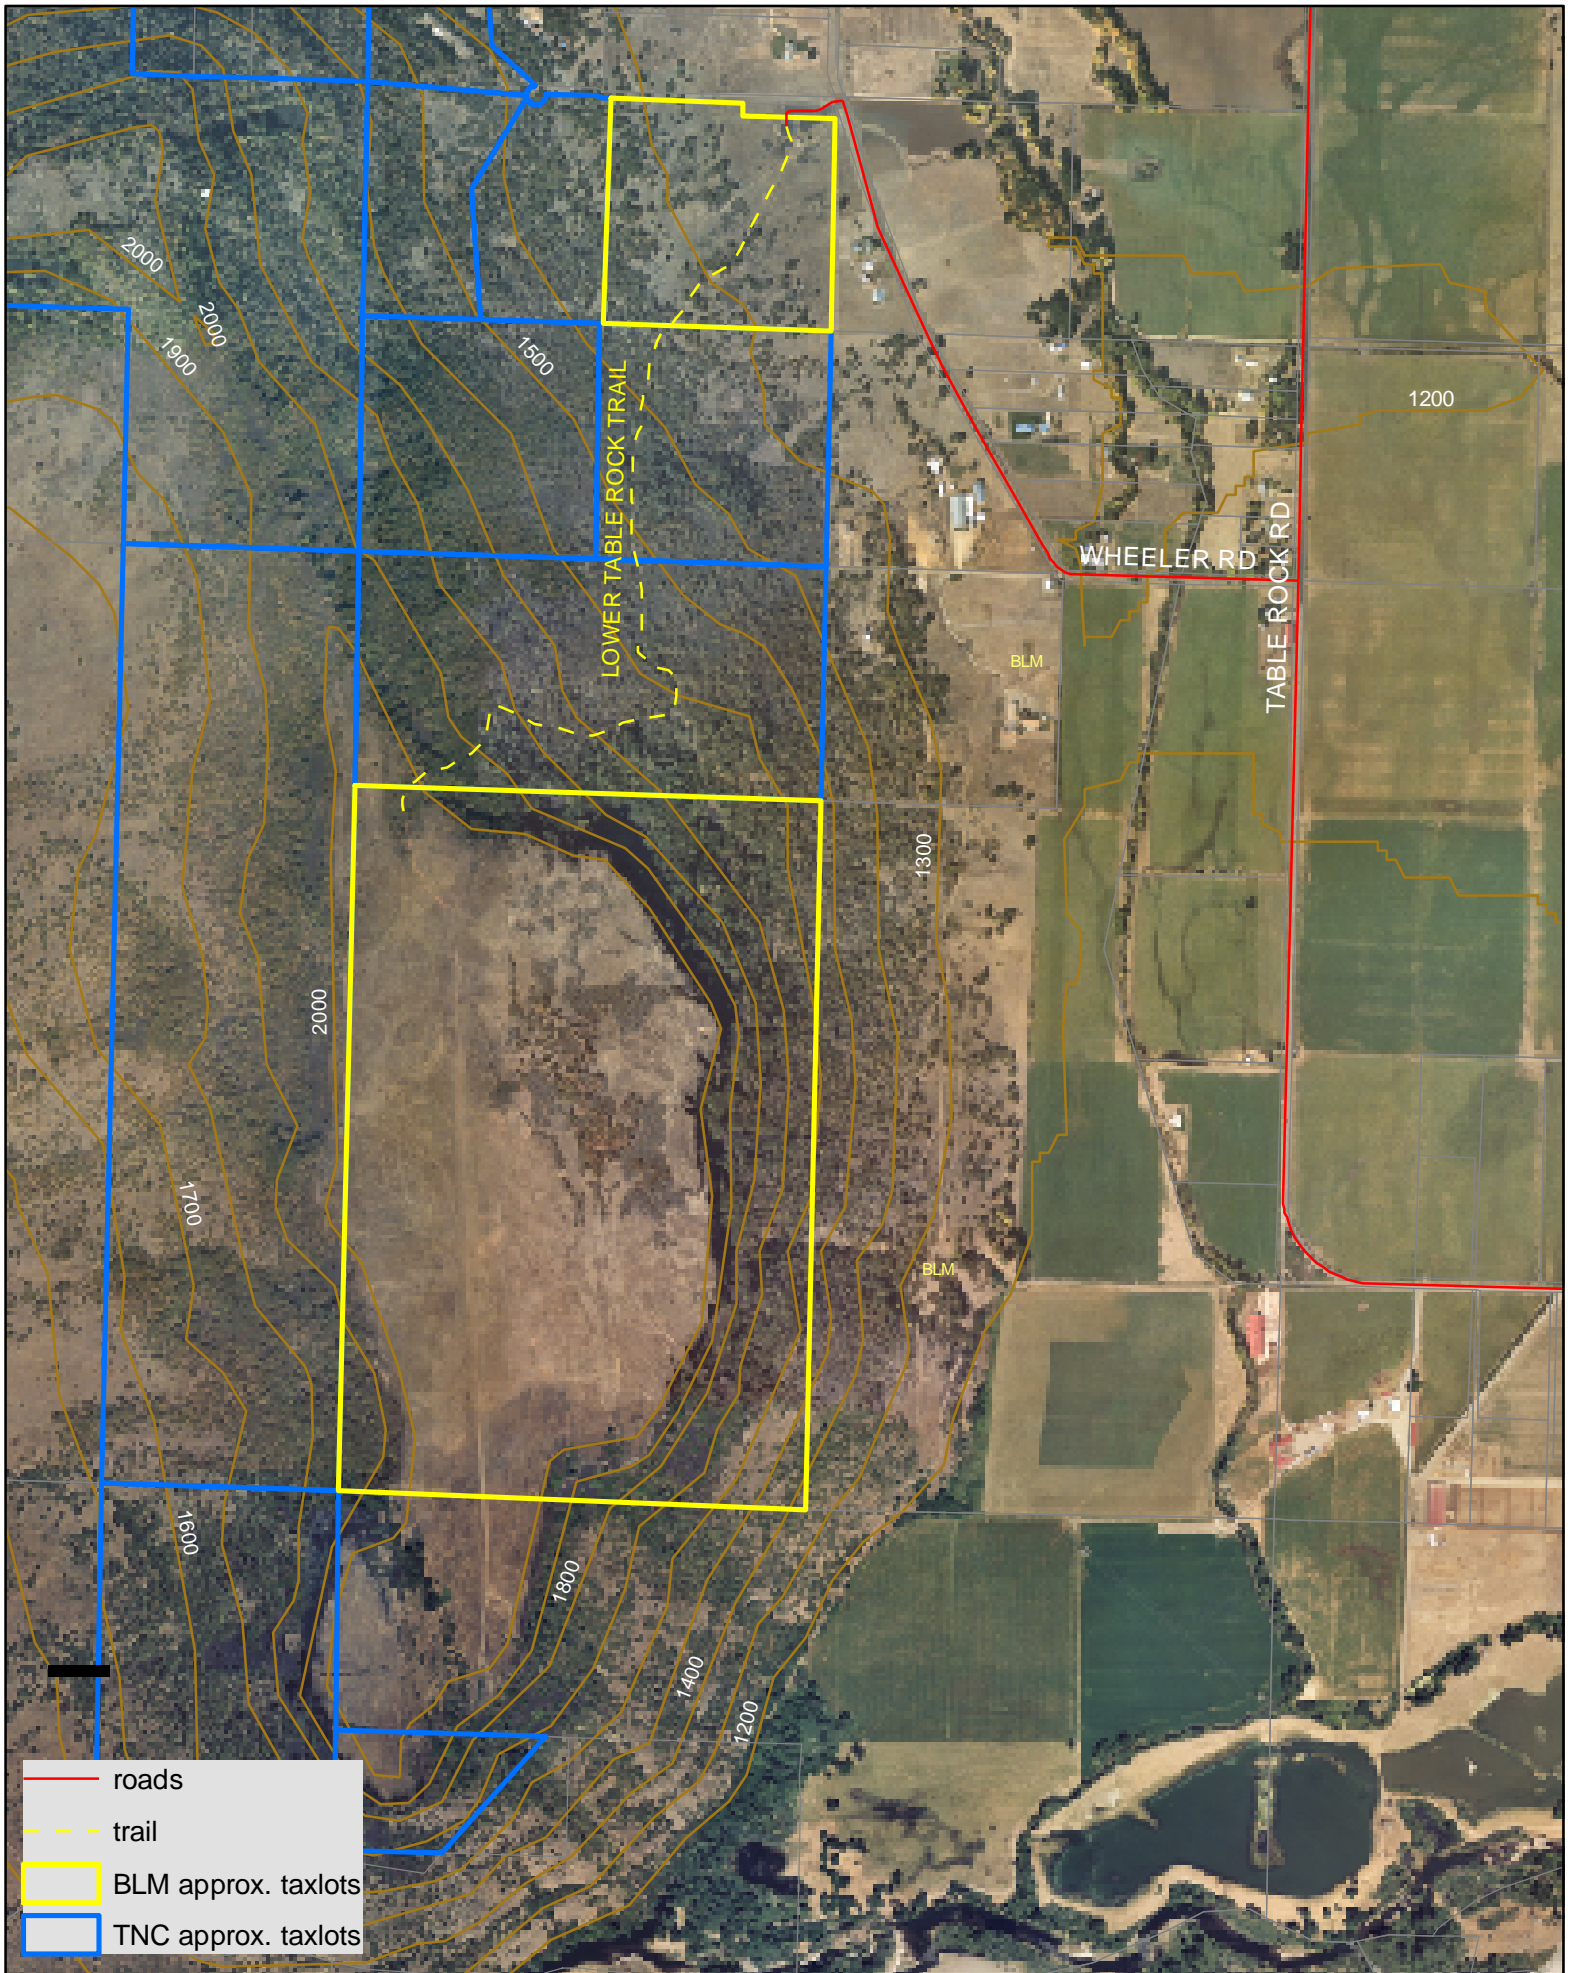 2000
2000
1900
1500
LOWER TABLE ROCK TRAIL
1200
WHEELER RD
TABLE ROCK RD
BLM
1300
2000
1700
BLM
1600
1800
1400
1200
roads
trail
BLM approx. taxlots
TNC approx. taxlots